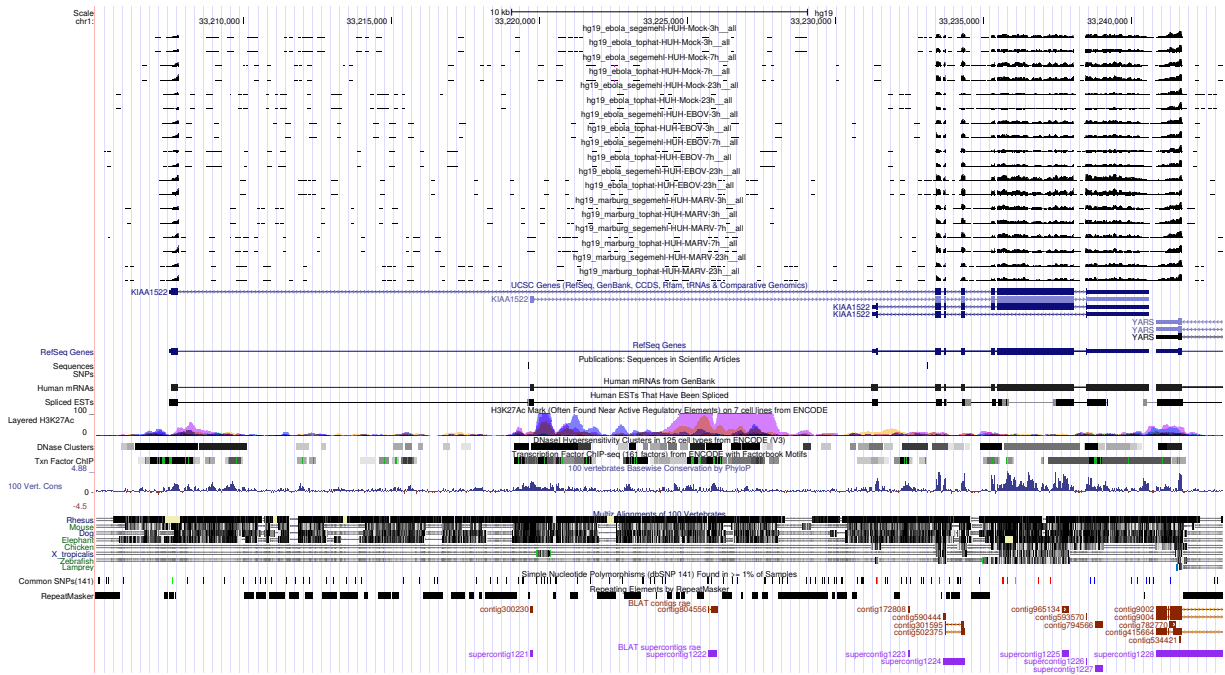 Scale 10 kb hg19
chr1: 33,210,000 33,215,000 33,220,000 33,225,000 33,230,000 33,235,000 33,240,000
hg19_ebola_segemehl-HUH-Mock-3h__all
hg19_ebola_tophat-HUH-Mock-3h__all
hg19_ebola_segemehl-HUH-Mock-7h__all
hg19_ebola_tophat-HUH-Mock-7h__all
hg19_ebola_segemehl-HUH-Mock-23h__all
hg19_ebola_tophat-HUH-Mock-23h__all
hg19_ebola_segemehl-HUH-EBOV-3h__all
hg19_ebola_tophat-HUH-EBOV-3h__all
hg19_ebola_segemehl-HUH-EBOV-7h__all
hg19_ebola_tophat-HUH-EBOV-7h__all
hg19_ebola_segemehl-HUH-EBOV-23h__all
hg19_ebola_tophat-HUH-EBOV-23h__all
hg19_marburg_segemehl-HUH-MARV-3h__all
hg19_marburg_tophat-HUH-MARV-3h__all
hg19_marburg_segemehl-HUH-MARV-7h__all
hg19_marburg_tophat-HUH-MARV-7h__all
hg19_marburg_segemehl-HUH-MARV-23h__all
hg19_marburg_tophat-HUH-MARV-23h__all
UCSC Genes (RefSeq, GenBank, CCDS, Rfam, tRNAs & Comparative Genomics)
KIAA1522
KIAA1522
KIAA1522
KIAA1522
YARS
YARS
YARS
RefSeq Genes
RefSeq Genes
Publications: Sequences in Scientific Articles
Sequences
SNPs
Human mRNAs from GenBank
Human mRNAs
Human ESTs That Have Been Spliced
Spliced ESTs
H3K27Ac Mark (Often Found Near Active Regulatory Elements) on 7 cell lines from ENCODE
100
Layered H3K27Ac
0
DNaseI Hypersensitivity Clusters in 125 cell types from ENCODE (V3)
DNase Clusters
Transcription Factor ChIP-seq (161 factors) from ENCODE with Factorbook Motifs
Txn Factor ChIP
100 vertebrates Basewise Conservation by PhyloP
4.88
100 Vert. Cons
0
-4.5
Multiz Alignments of 100 Vertebrates
Rhesus
Mouse
Dog
Elephant
Chicken
X_tropicalis
Zebrafish
Lamprey
Simple Nucleotide Polymorphisms (dbSNP 141) Found in >= 1% of Samples
Common SNPs(141)
Repeating Elements by RepeatMasker
RepeatMasker
BLAT contigs rae
contig300230 contig804556 contig172808 contig965134 contig9002
contig590444 contig593570 contig9004
contig301595 contig794566 contig782770
contig502375 contig415664
contig534421
BLAT supercontigs rae
supercontig1221 supercontig1222 supercontig1223 supercontig1225 supercontig1228
supercontig1224 supercontig1226
supercontig1227